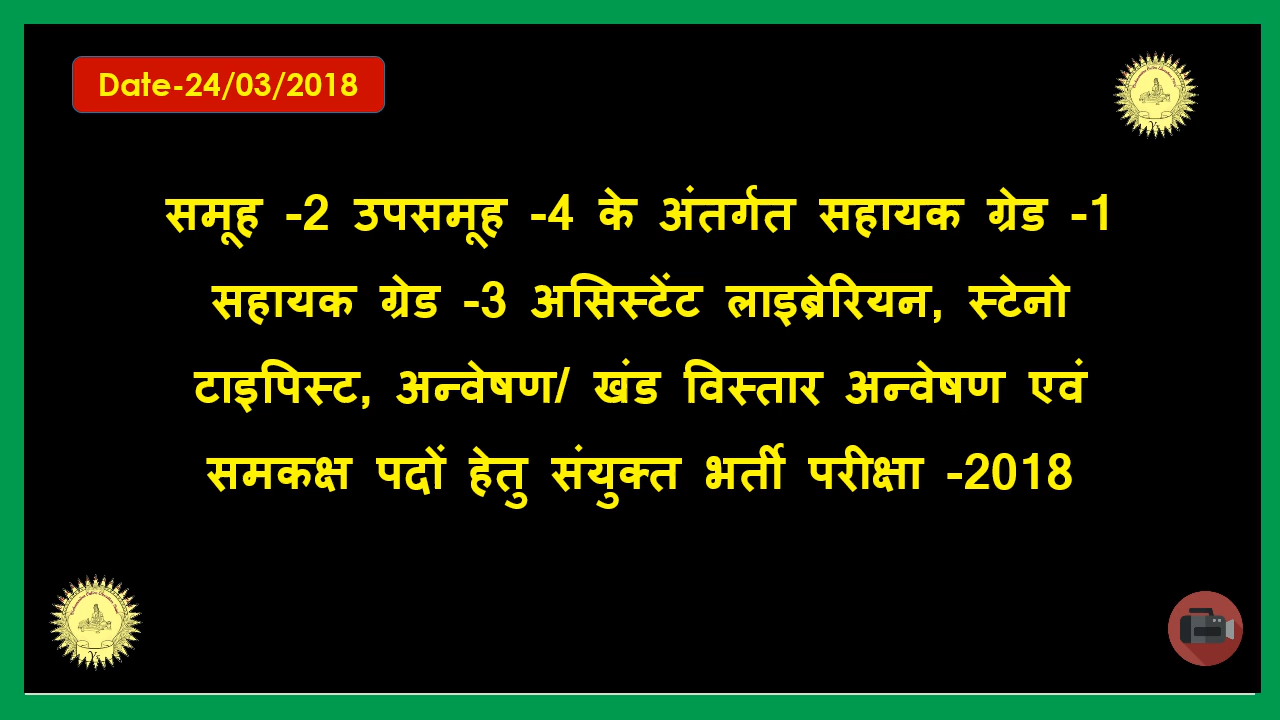 Date-24/03/2018
समूह -2 उपसमूह -4 के अंतर्गत सहायक ग्रेड -1
सहायक ग्रेड -3 असिस्टेंट लाइब्रेरियन, स्टेनो
टाइपिस्ट, अन्वेषण/ खंड विस्तार अन्वेषण एवं
समकक्ष पदों हेतु संयुक्त भर्ती परीक्षा -2018